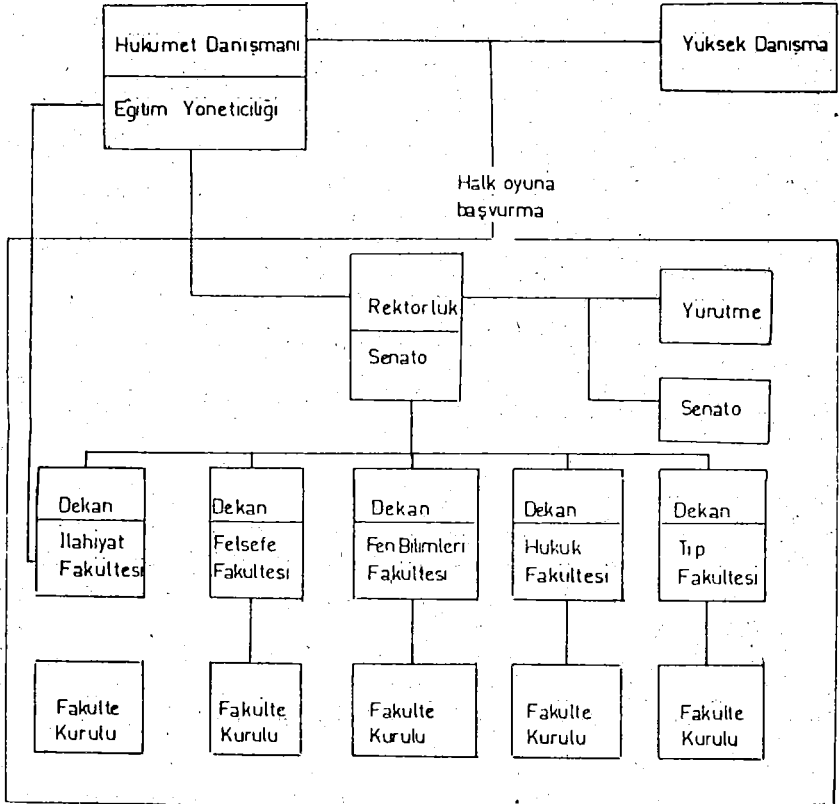 Hukumet Danışmanı
Yuksek Danışma
Eğitim Yoneticiliği
Halk oyuna
başvurma
Rektorluk
Yurutme
Senato
Senato
Dekan
Ilahiyat
Fakultesi
Dekan
Felsefe
Fakultesi
Dekan
Fen Bilimleri
Fakultesi
Dekan
Hukuk
Fakultesi
Dekan
Tıp
Fakultesi
Fakulte
Kurulu
Fakulte
Kurulu
Fakulte
Kurulu
Fakulte
Kurulu
Fakulte
Kurulu